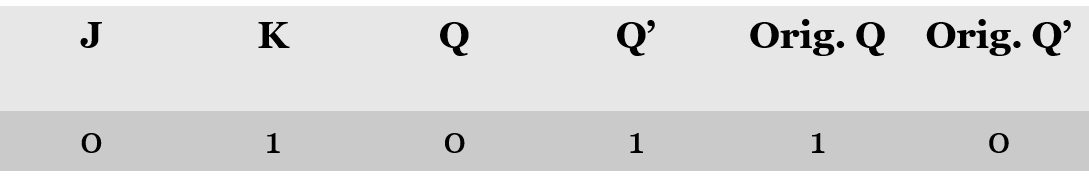 J K Q Q’ Orig. Q Orig. Q’
0 1 0 1 1 0